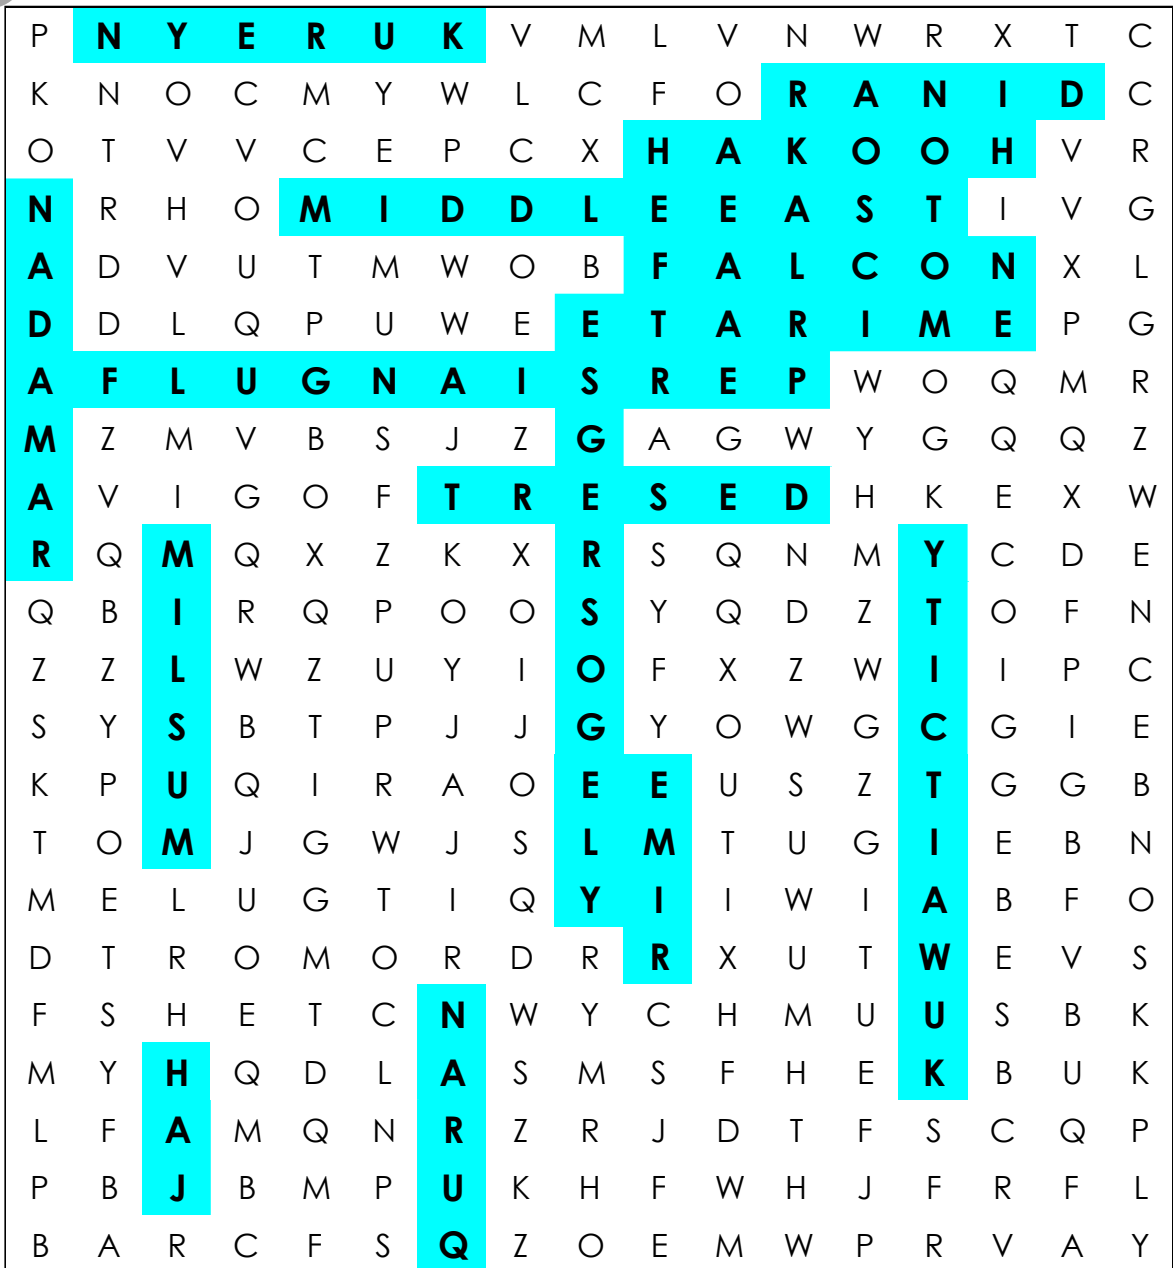 P N Y E R U K V M L V N W R X T C
K N O C M Y W L C F O R A N I D C
O T V V C E P C X H A K O O H V R
N R H O M I D D L E E A S T I V G
A D V U T M W O B F A L C O N X L
D D L Q P U W E E T A R I M E P G
A F L U G N A I S R E P W O Q M R
M Z M V B S J Z G A G W Y G Q Q Z
A V I G O F T R E S E D H K E X W
R Q M Q X Z K X R S Q N M Y C D E
Q B I R Q P O O S Y Q D Z T O F N
Z Z L W Z U Y I O F X Z W I I P C
S Y S B T P J J G Y O W G C G I E
K P U Q I R A O E E U S Z T G G B
T O M J G W J S L M T U G I E B N
M E L U G T I Q Y I I W I A B F O
D T R O M O R D R R X U T W E V S
F S H E T C N W Y C H M U U S B K
M Y H Q D L A S M S F H E K B U K
L F A M Q N R Z R J D T F S C Q P
P B J B M P U K H F W H J F R F L
B A R C F S Q Z O E M W P R V A Y